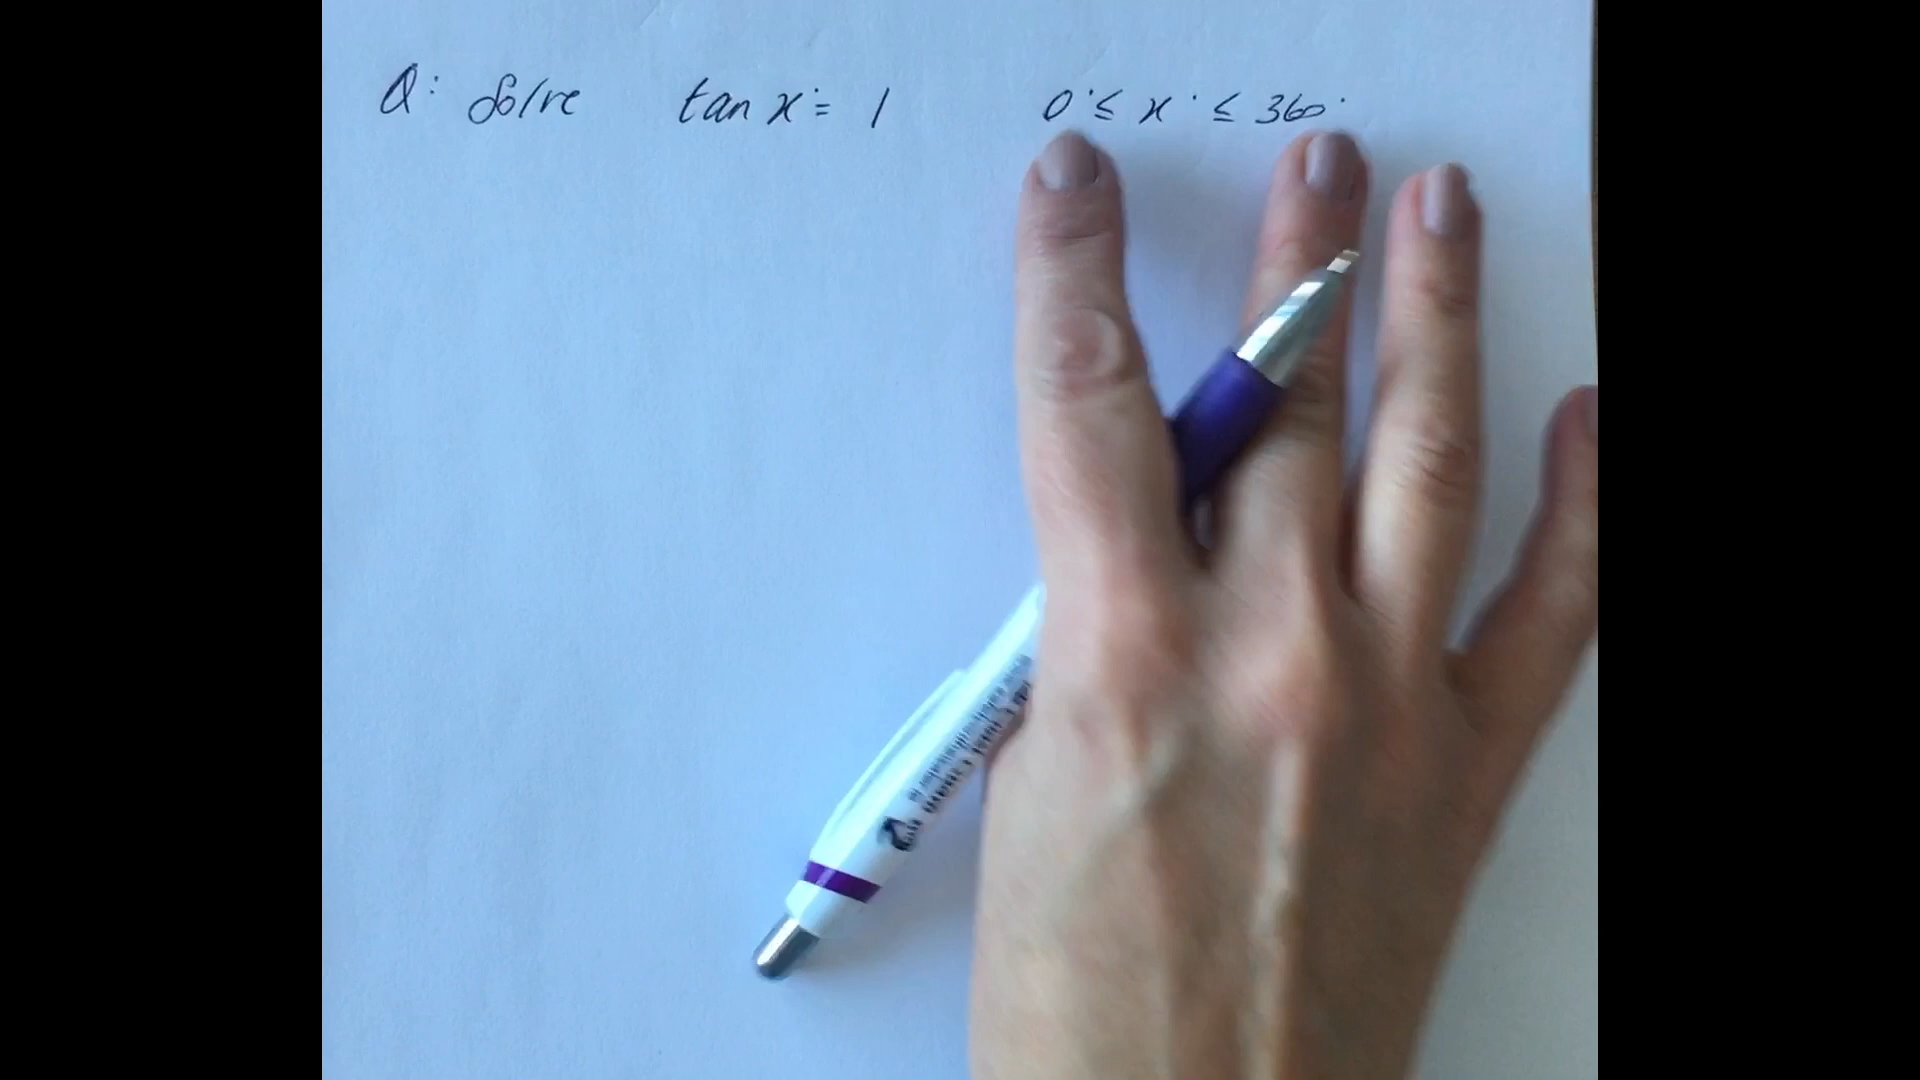 Q: Solve tan x° = 1 0° ≤ x° ≤ 360°